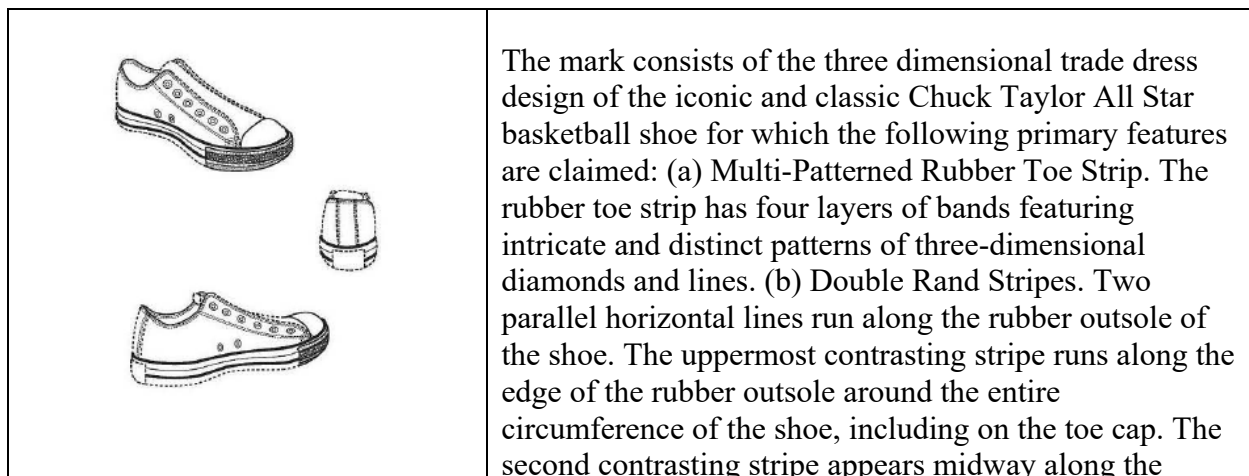 The mark consists of the three dimensional trade dress
design of the iconic and classic Chuck Taylor All Star
basketball shoe for which the following primary features
are claimed: (a) Multi-Patterned Rubber Toe Strip. The
rubber toe strip has four layers of bands featuring
intricate and distinct patterns of three-dimensional
diamonds and lines. (b) Double Rand Stripes. Two
parallel horizontal lines run along the rubber outsole of
the shoe. The uppermost contrasting stripe runs along the
edge of the rubber outsole around the entire
circumference of the shoe, including on the toe cap. The
second contrasting stripe appears midway along the